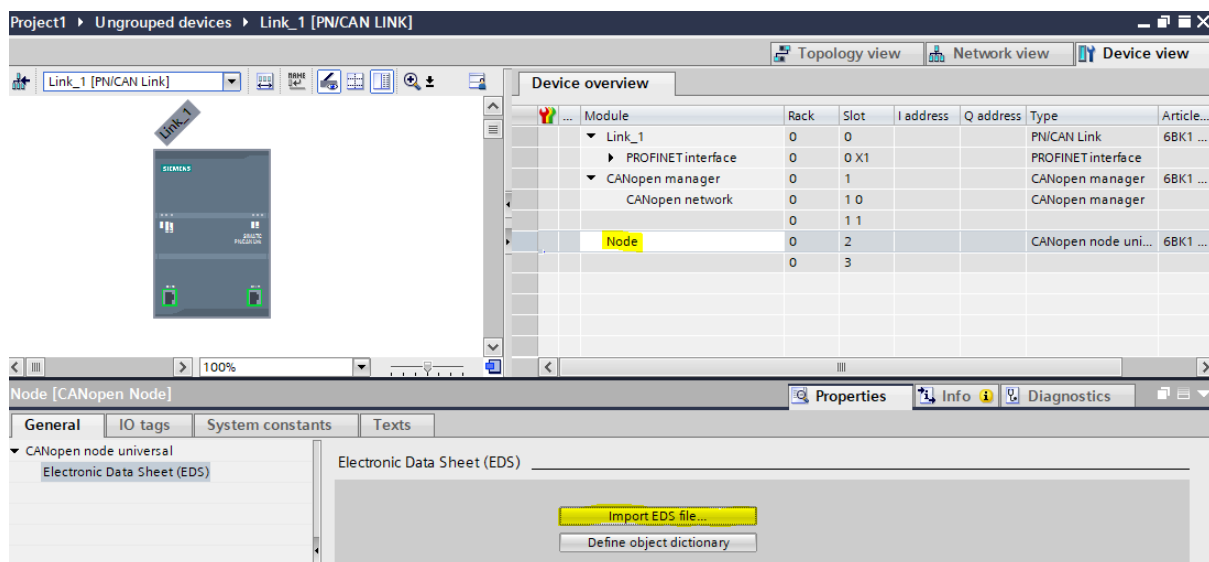 Project1 ▸ Ungrouped devices ▸ Link_1 [PN/CAN LINK]
Topology view Network view Device view
Link_1 [PN/CAN Link] NAME
Device overview
... Module Rack Slot I address Q address Type Article...
Link_1 0 0 PN/CAN Link 6BK1 ...
PROFINET interface 0 0 X1 PROFINET interface
CANopen manager 0 1 CANopen manager 6BK1 ...
CANopen network 0 1 0 CANopen manager
0 1 1
Node 0 2 CANopen node uni... 6BK1 ...
0 3
Link_1
SIEMENS
SIMATIC
PN/CAN Link
100%
Node [CANopen Node]
Properties Info Diagnostics
General IO tags System constants Texts
CANopen node universal
Electronic Data Sheet (EDS)
Electronic Data Sheet (EDS)
Import EDS file...
Define object dictionary